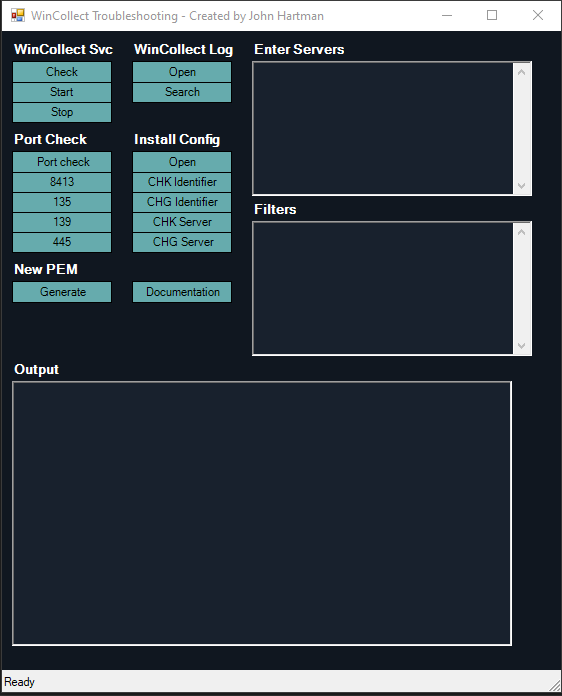 WinCollect Troubleshooting - Created by John Hartman
WinCollect Svc
Check
Start
Stop
WinCollect Log
Open
Search
Enter Servers
Port Check
Port check
8413
135
139
445
Install Config
Open
CHK Identifier
CHG Identifier
CHK Server
CHG Server
Filters
New PEM
Generate
Documentation
Output
Ready